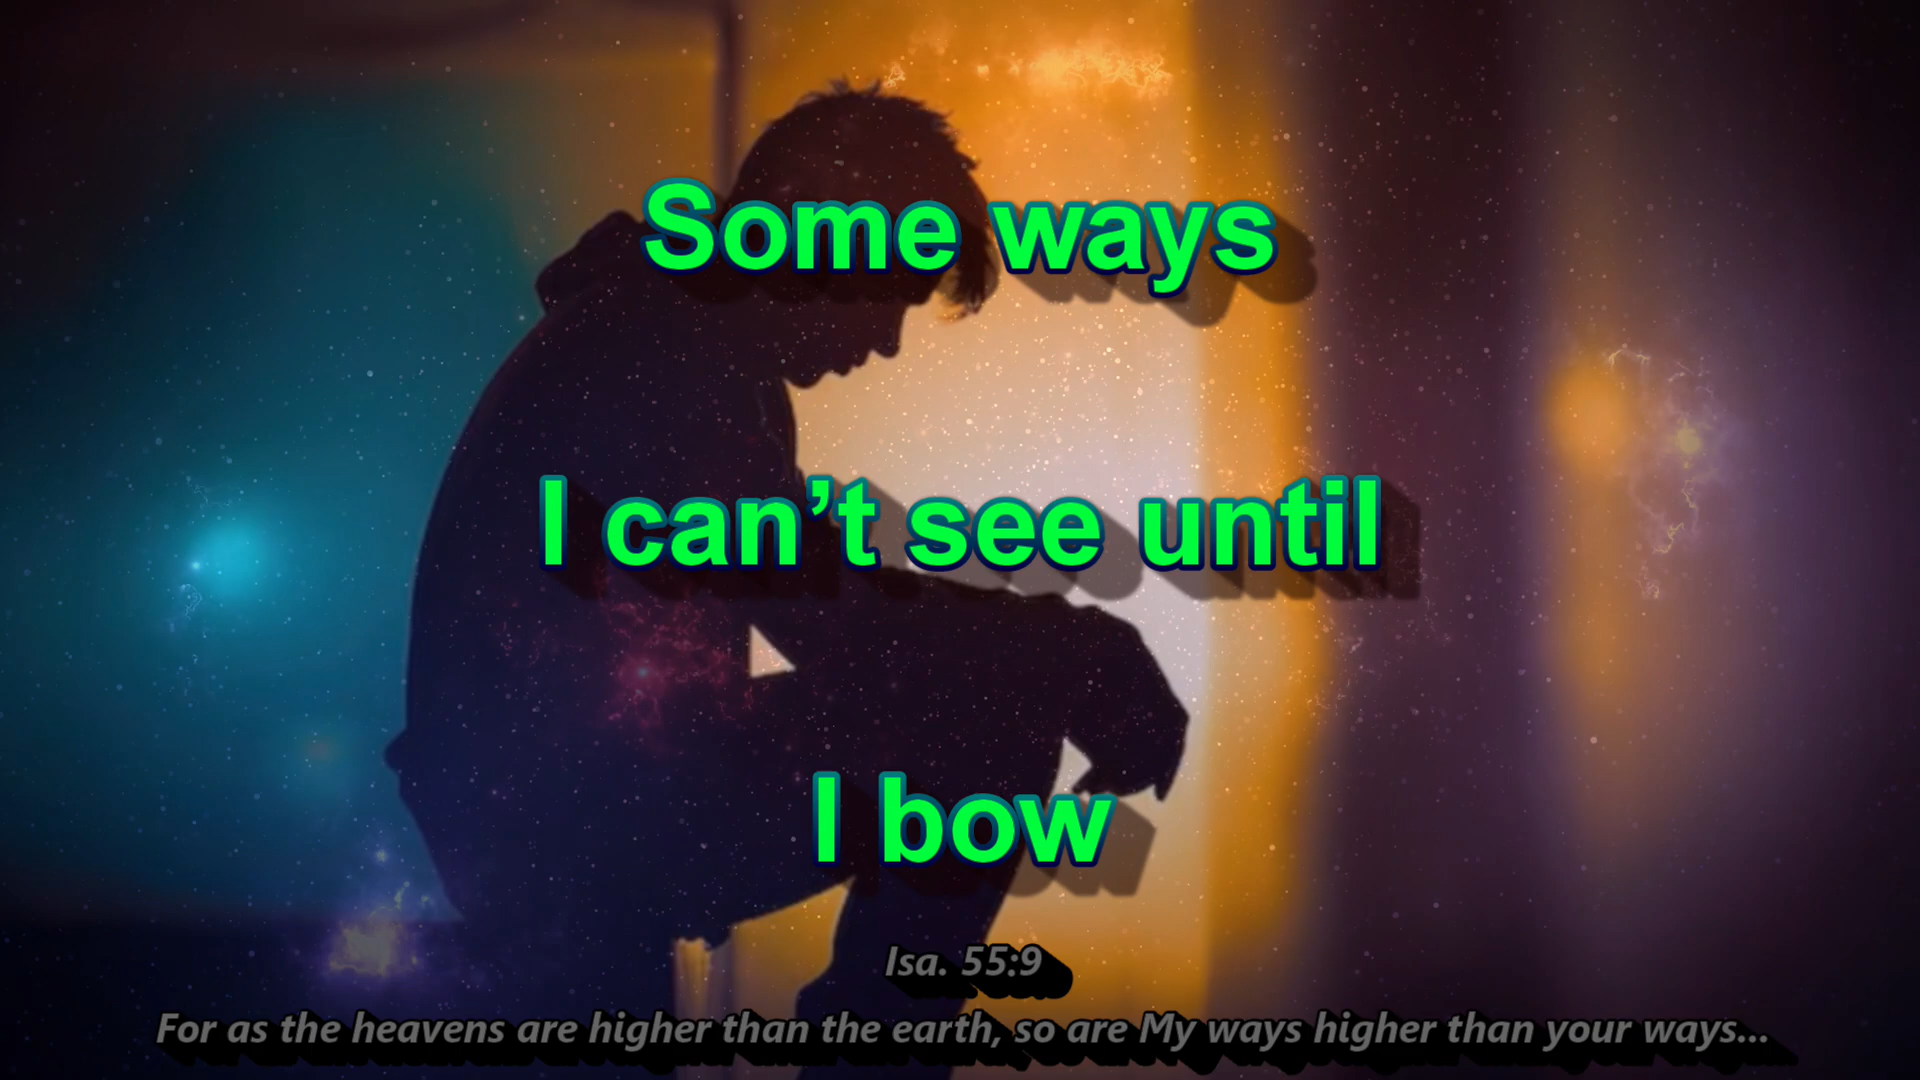 Some ways
I can’t see until
I bow
Isa. 55:9
For as the heavens are higher than the earth, so are My ways higher than your ways...